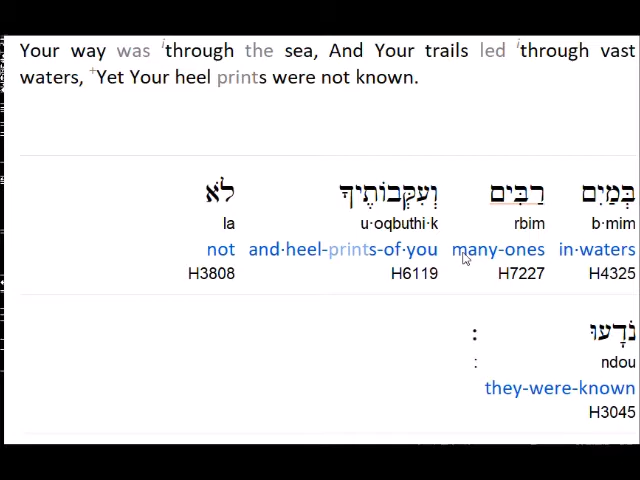 Your way was ⁱthrough the sea, And Your trails led ⁱthrough vast
waters, ⁺Yet Your heel prints were not known.
בְּמַיִם רַבִּים וְעִקְּבוֹתֶיךָ לֹא
la u·oqbuthi·k rbim b·mim
not and·heel-prints-of·you many-ones in·waters
H3808 H6119 H7227 H4325
נֹדָעוּ :
: ndou
they-were-known
H3045